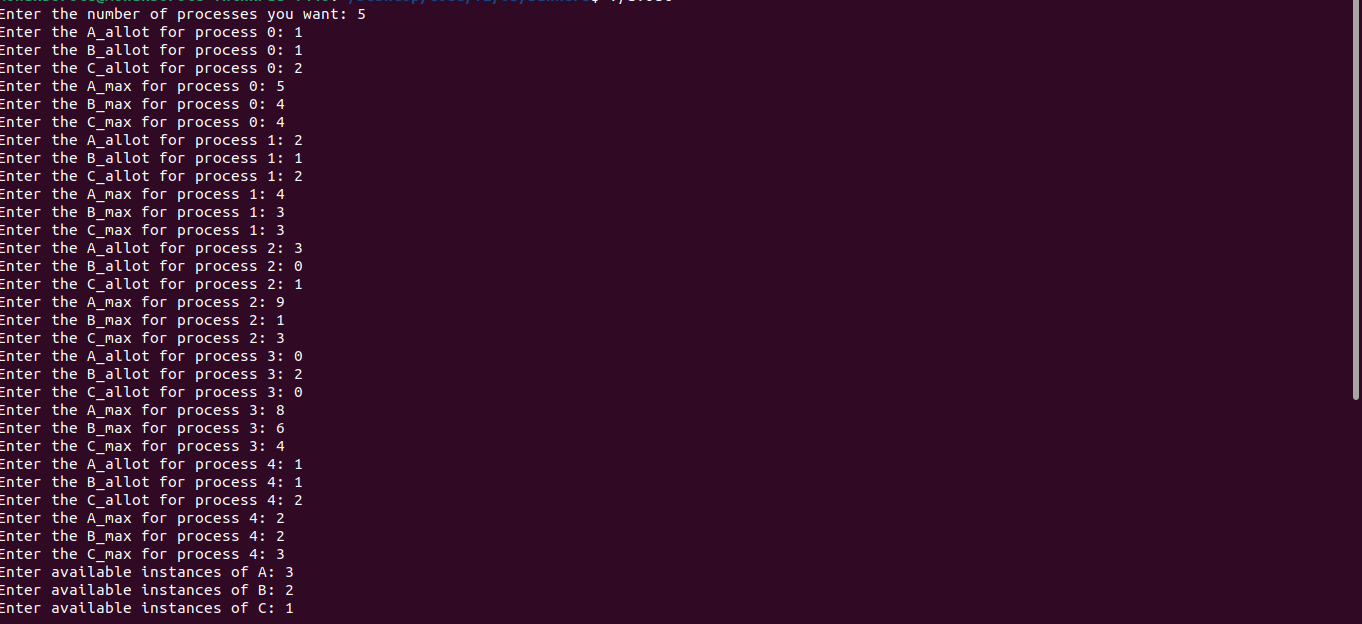 Enter the number of processes you want: 5
Enter the A_allot for process 0: 1
Enter the B_allot for process 0: 1
Enter the C_allot for process 0: 2
Enter the A_max for process 0: 5
Enter the B_max for process 0: 4
Enter the C_max for process 0: 4
Enter the A_allot for process 1: 2
Enter the B_allot for process 1: 1
Enter the C_allot for process 1: 2
Enter the A_max for process 1: 4
Enter the B_max for process 1: 3
Enter the C_max for process 1: 3
Enter the A_allot for process 2: 3
Enter the B_allot for process 2: 0
Enter the C_allot for process 2: 1
Enter the A_max for process 2: 9
Enter the B_max for process 2: 1
Enter the C_max for process 2: 3
Enter the A_allot for process 3: 0
Enter the B_allot for process 3: 2
Enter the C_allot for process 3: 0
Enter the A_max for process 3: 8
Enter the B_max for process 3: 6
Enter the C_max for process 3: 4
Enter the A_allot for process 4: 1
Enter the B_allot for process 4: 1
Enter the C_allot for process 4: 2
Enter the A_max for process 4: 2
Enter the B_max for process 4: 2
Enter the C_max for process 4: 3
Enter available instances of A: 3
Enter available instances of B: 2
Enter available instances of C: 1